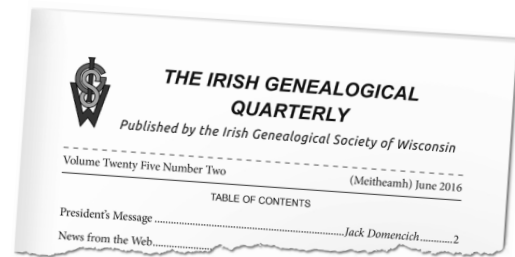 THE IRISH GENEALOGICAL
QUARTERLY
Published by the Irish Genealogical Society of Wisconsin
Volume Twenty Five Number Two (Meitheamh) June 2016
TABLE OF CONTENTS
President's Message ............................................................Jack Domencich...........2
News from the Web....................